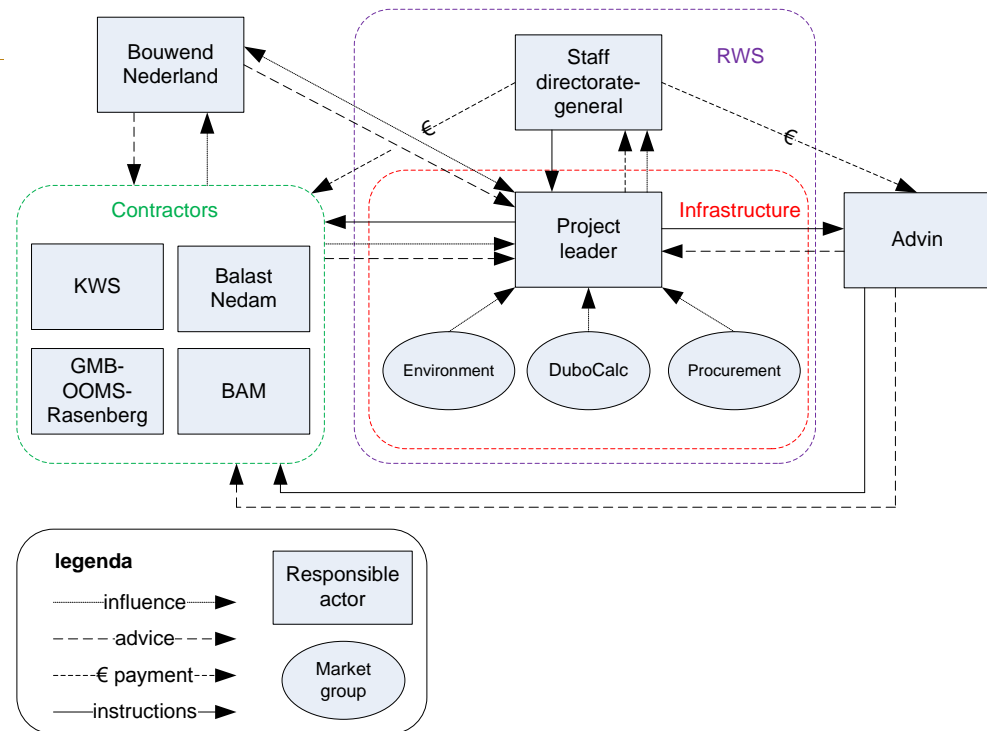 Bouwend
Nederland
Staff
directorate-
general
RWS
€
€
Contractors
Project
leader
Infrastructure
Advin
KWS
Balast
Nedam
GMB-
OOMS-
Rasenberg
BAM
Environment
DuboCalc
Procurement
legenda
influence
advice
€ payment
instructions
Responsible
actor
Market
group